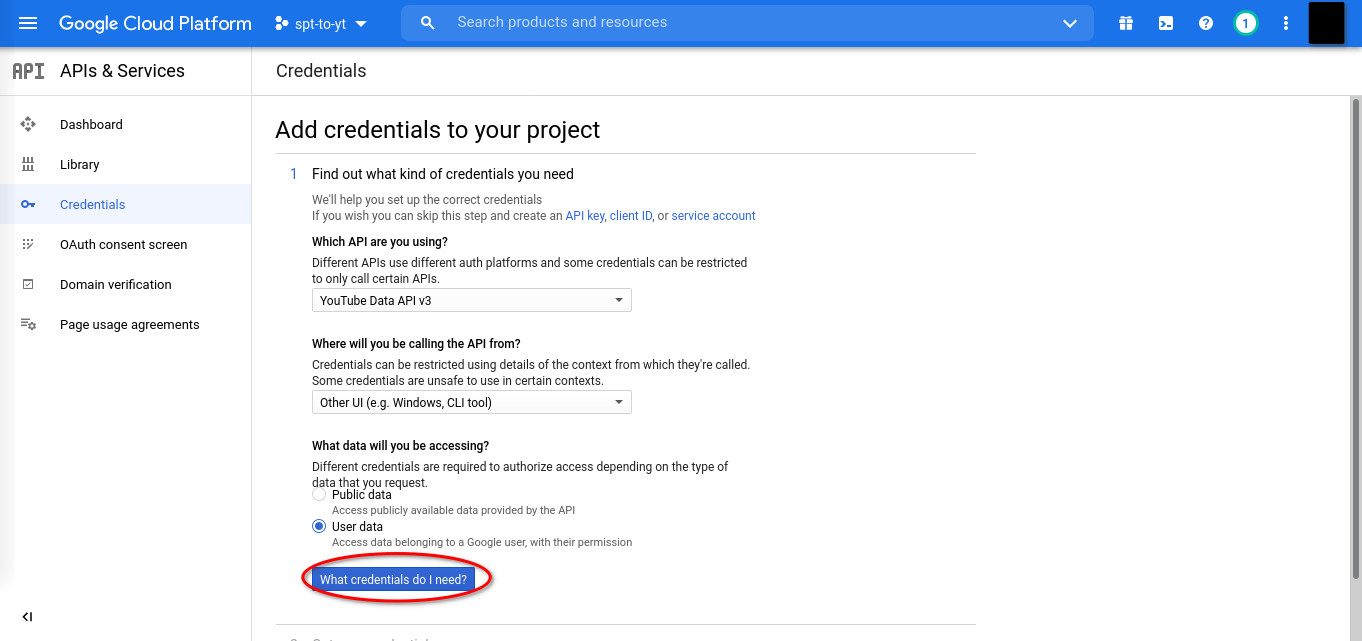 Google Cloud Platform
spt-to-yt
Search products and resources
1
API
APIs & Services
Credentials
Dashboard
Library
Credentials
OAuth consent screen
Domain verification
Page usage agreements
Add credentials to your project
1 Find out what kind of credentials you need
We'll help you set up the correct credentials
If you wish you can skip this step and create an API key, client ID, or service account
Which API are you using?
Different APIs use different auth platforms and some credentials can be restricted
to only call certain APIs.
YouTube Data API v3
Where will you be calling the API from?
Credentials can be restricted using details of the context from which they're called.
Some credentials are unsafe to use in certain contexts.
Other UI (e.g. Windows, CLI tool)
What data will you be accessing?
Different credentials are required to authorize access depending on the type of
data that you request.
Public data
Access publicly available data provided by the API
User data
Access data belonging to a Google user, with their permission
What credentials do I need?